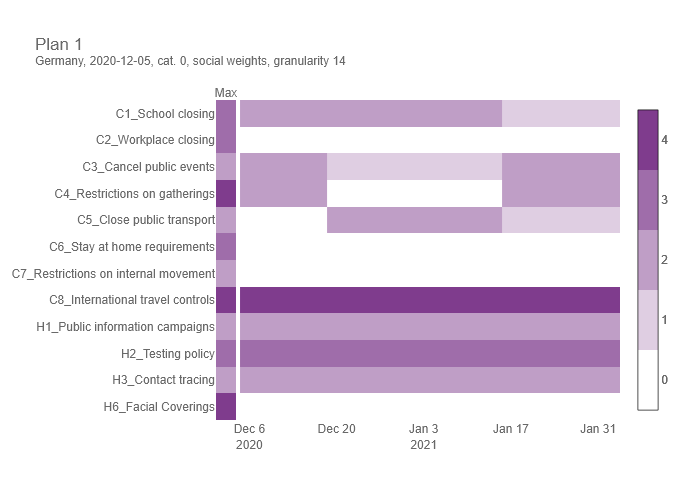 Plan 1
Germany, 2020-12-05, cat. 0, social weights, granularity 14
Max
C1_School closing
C2_Workplace closing
C3_Cancel public events
C4_Restrictions on gatherings
C5_Close public transport
C6_Stay at home requirements
C7_Restrictions on internal movement
C8_International travel controls
H1_Public information campaigns
H2_Testing policy
H3_Contact tracing
H6_Facial Coverings
4
3
2
1
0
Dec 6 Dec 20 Jan 3 Jan 17 Jan 31
2020 2021